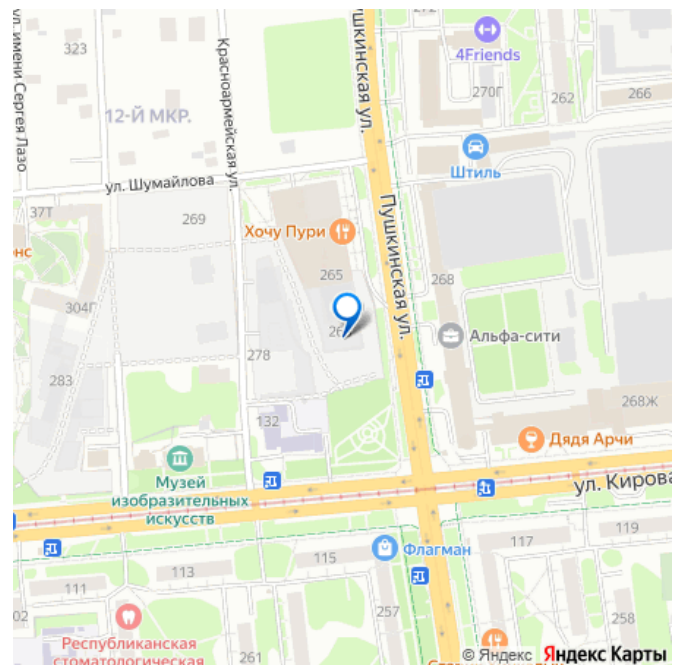 323
ул. имени Сергея Лазо
Красноармейская ул.
12-Й МКР.
4Friends
270Г
262
266
Штиль
ул. Шумайлова
37Т
269
Хочу Пури
265
Пушкинская ул.
268
304Г
Альфа-сити
278
283
132
268Ж
Дядя Арчи
Музей
изобразительных
искусств
ул. Кирова
Флагман
117
119
115
113
111
257
258
261
Республиканская
стоматологическая
© Яндекс Яндекс Карты